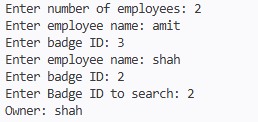 Enter number of employees: 2
Enter employee name: amit
Enter badge ID: 3
Enter employee name: shah
Enter badge ID: 2
Enter Badge ID to search: 2
Owner: shah